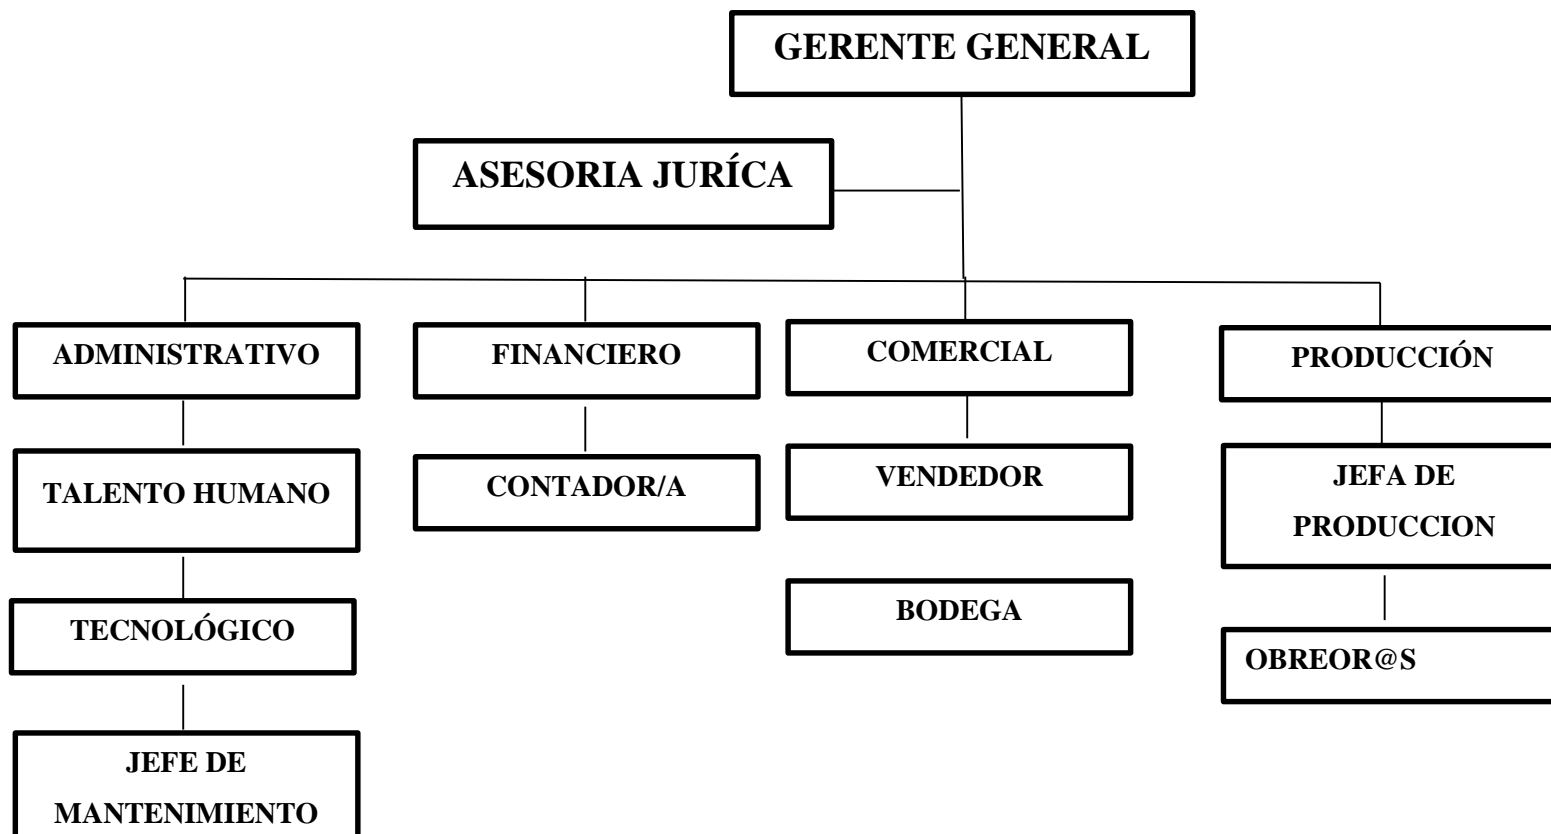 GERENTE GENERAL
ASESORIA JURÍCA
ADMINISTRATIVO
FINANCIERO
COMERCIAL
PRODUCCIÓN
TALENTO HUMANO
CONTADOR/A
VENDEDOR
JEFA DE
PRODUCCION
TECNOLÓGICO
BODEGA
OBREOR@S
JEFE DE
MANTENIMIENTO